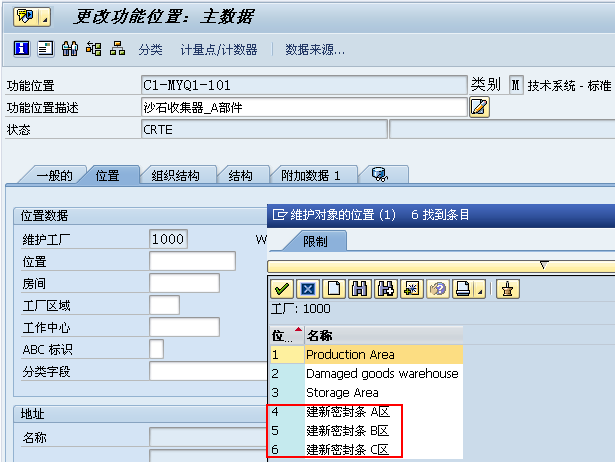 更改功能位置：主数据
分类 计量点/计数器 数据来源...
功能位置 C1-MYQ1-101 类别 M 技术系统 - 标准
功能位置描述 沙石收集器_A部件
状态 CRTE
一般的 位置 组织结构 结构 附加数据 1
位置数据
维护工厂 1000 W
位置
房间
工厂区域
工作中心
ABC 标识
分类字段
地址
名称
维护对象的位置 (1) 6 找到条目
限制
工厂: 1000
位... 名称
1 Production Area
2 Damaged goods warehouse
3 Storage Area
4 建新密封条 A区
5 建新密封条 B区
6 建新密封条 C区